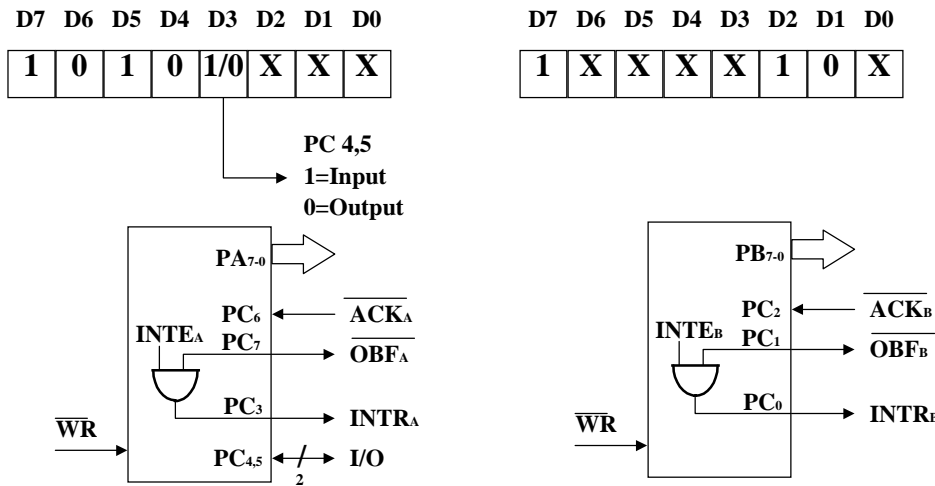 D7 D6 D5 D4 D3 D2 D1 D0
1 0 1 0 1/0 X X X
PC 4,5
1=Input
0=Output
PA7-0
PC6 ACKA
INTEA
PC7 OBFA
PC3 INTRA
WR
PC4,5 I/O
2
D7 D6 D5 D4 D3 D2 D1 D0
1 X X X X 1 0 X
PB7-0
PC2 ACKB
INTEB
PC1 OBFB
PC0 INTRB
WR